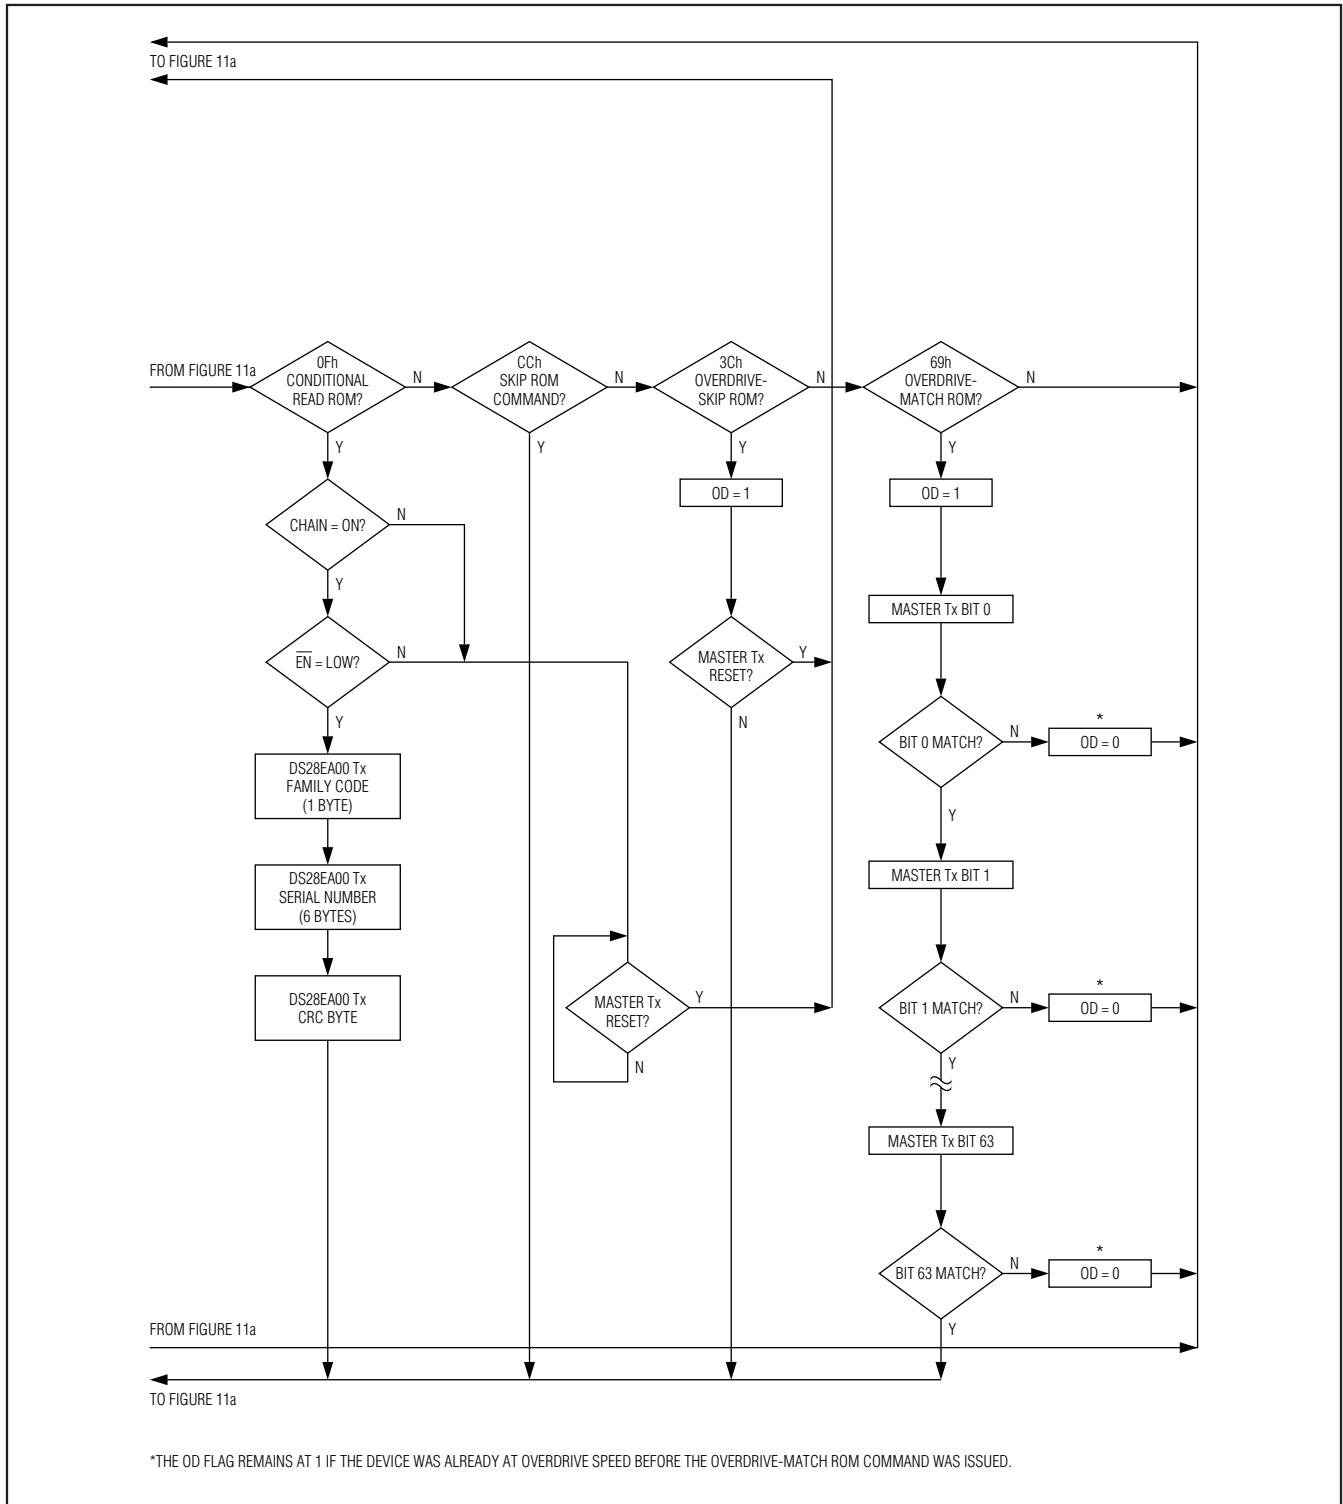 TO FIGURE 11a
FROM FIGURE 11a
0Fh
CONDITIONAL
READ ROM?
N
Y
CCh
SKIP ROM
COMMAND?
N
Y
3Ch
OVERDRIVE-
SKIP ROM?
N
Y
69h
OVERDRIVE-
MATCH ROM?
N
Y
CHAIN = ON?
N
Y
EN = LOW?
N
Y
DS28EA00 Tx
FAMILY CODE
(1 BYTE)
DS28EA00 Tx
SERIAL NUMBER
(6 BYTES)
DS28EA00 Tx
CRC BYTE
MASTER Tx
RESET?
Y
N
OD = 1
MASTER Tx
RESET?
Y
N
OD = 1
MASTER Tx BIT 0
BIT 0 MATCH?
N
*
OD = 0
Y
MASTER Tx BIT 1
BIT 1 MATCH?
N
*
OD = 0
Y
MASTER Tx BIT 63
BIT 63 MATCH?
N
*
OD = 0
Y
FROM FIGURE 11a
TO FIGURE 11a
*THE OD FLAG REMAINS AT 1 IF THE DEVICE WAS ALREADY AT OVERDRIVE SPEED BEFORE THE OVERDRIVE-MATCH ROM COMMAND WAS ISSUED.